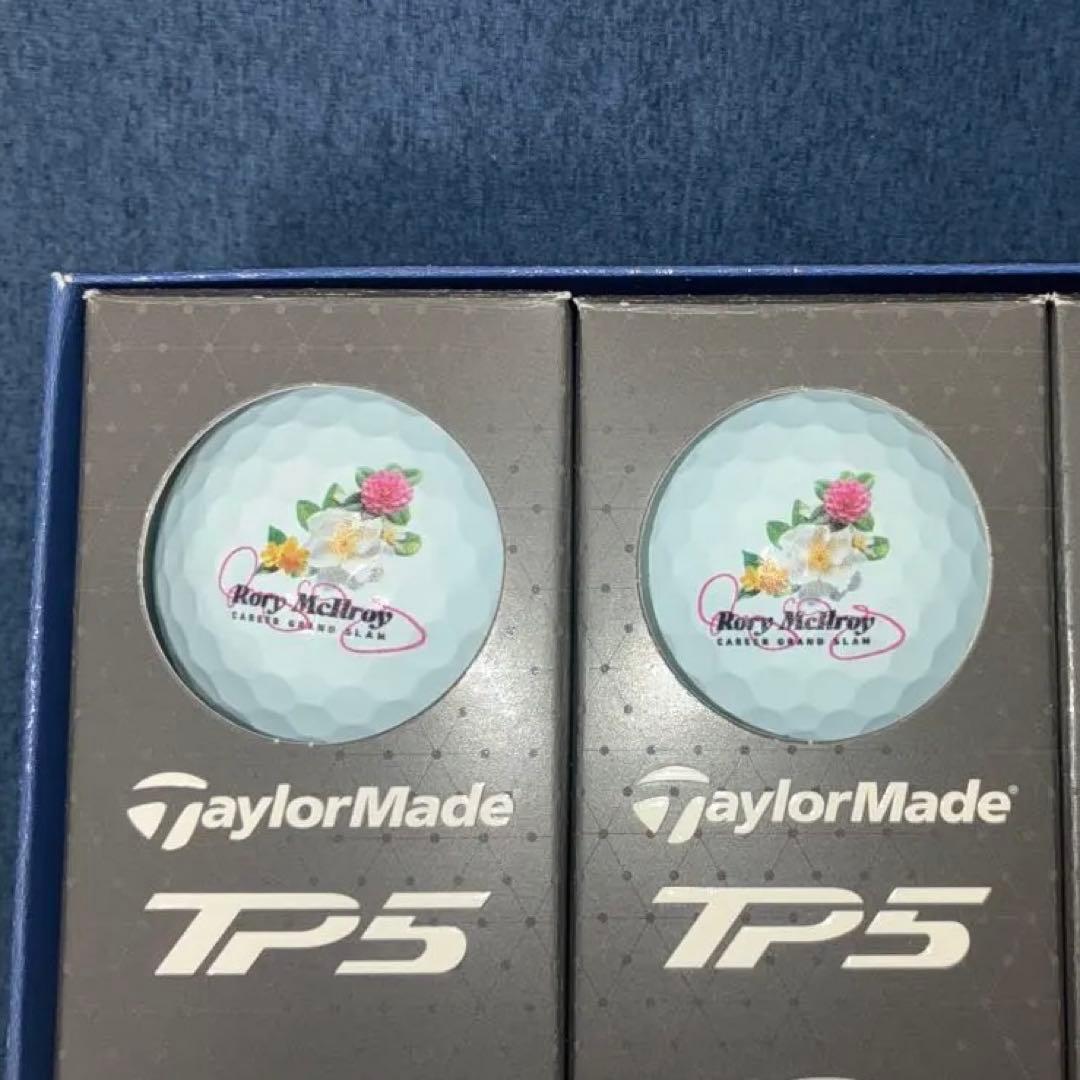 Rory McIlroy
CAREER GRAND SLAM
TaylorMade
TP5
Rory McIlroy
CAREER GRAND SLAM
TaylorMade®
TP5